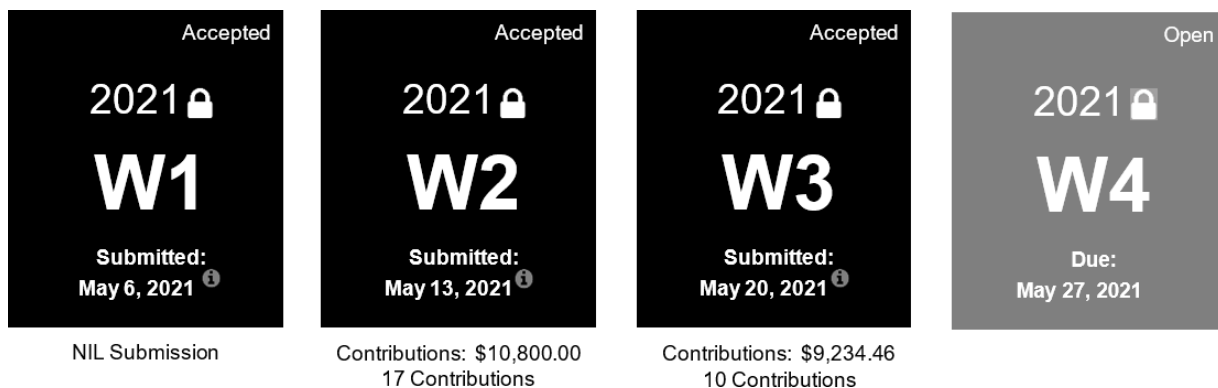 Accepted
2021
W1
Submitted:
May 6, 2021
NIL Submission
Accepted
2021
W2
Submitted:
May 13, 2021
Contributions: $10,800.00
17 Contributions
Accepted
2021
W3
Submitted:
May 20, 2021
Contributions: $9,234.46
10 Contributions
Open
2021
W4
Due:
May 27, 2021